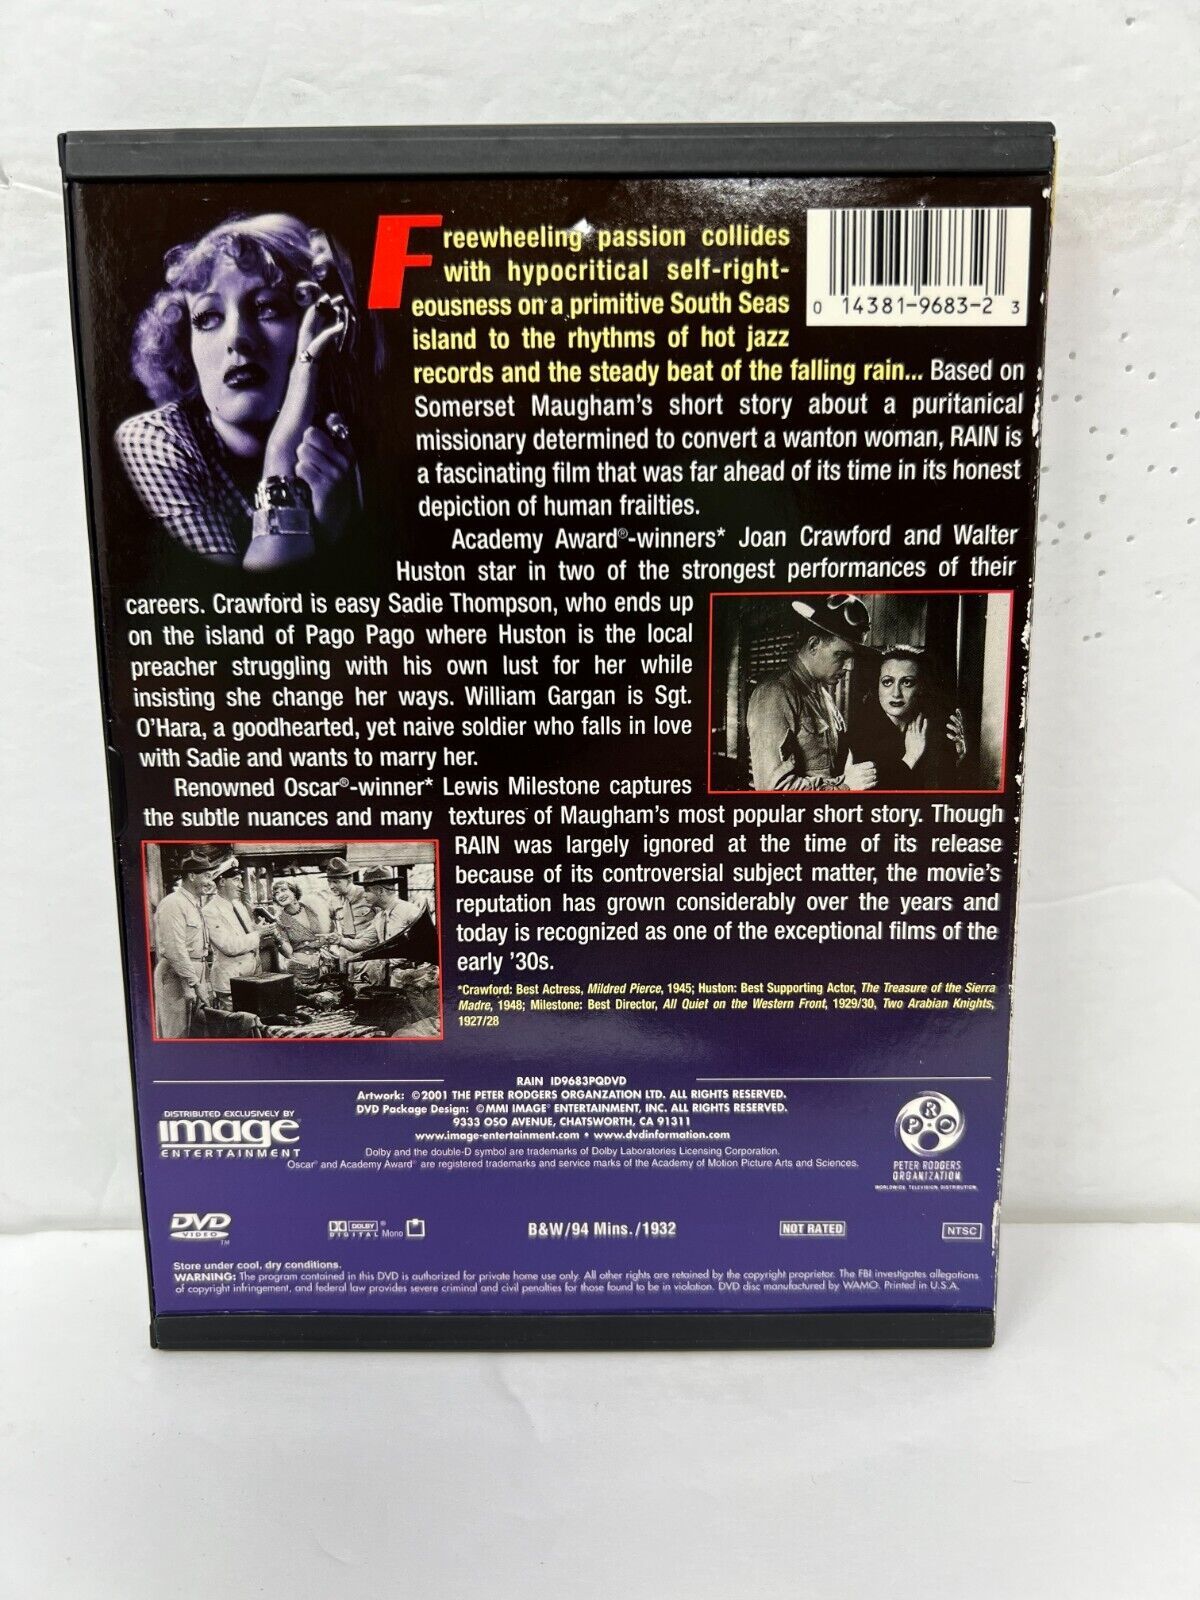 Freewheeling passion collides
with hypocritical self-right-
eousness on a primitive South Seas
island to the rhythms of hot jazz
records and the steady beat of the falling rain... Based on
Somerset Maugham's short story about a puritanical
missionary determined to convert a wanton woman, RAIN is
a fascinating film that was far ahead of its time in its honest
depiction of human frailties.
Academy Award®-winners* Joan Crawford and Walter
Huston star in two of the strongest performances of their
careers. Crawford is easy Sadie Thompson, who ends up
on the island of Pago Pago where Huston is the local
preacher struggling with his own lust for her while
insisting she change her ways. William Gargan is Sgt.
O'Hara, a goodhearted, yet naive soldier who falls in love
with Sadie and wants to marry her.
Renowned Oscar®-winner* Lewis Milestone captures
the subtle nuances and many textures of Maugham's most popular short story. Though
RAIN was largely ignored at the time of its release
because of its controversial subject matter, the movie's
reputation has grown considerably over the years and
today is recognized as one of the exceptional films of the
early '30s.
*Crawford: Best Actress, Mildred Pierce, 1945; Huston: Best Supporting Actor, The Treasure of the Sierra
Madre, 1948; Milestone: Best Director, All Quiet on the Western Front, 1929/30, Two Arabian Knights,
1927/28
0 14381-9683-2 3
RAIN ID9683PQDVD
Artwork: ©2001 THE PETER RODGERS ORGANZATION LTD. ALL RIGHTS RESERVED.
DVD Package Design: ©MMI IMAGE® ENTERTAINMENT, INC. ALL RIGHTS RESERVED.
9333 OSO AVENUE, CHATSWORTH, CA 91311
www.image-entertainment.com • www.dvdinformation.com
Dolby and the double-D symbol are trademarks of Dolby Laboratories Licensing Corporation.
Oscar® and Academy Award® are registered trademarks and service marks of the Academy of Motion Picture Arts and Sciences.
DISTRIBUTED EXCLUSIVELY BY
image
ENTERTAINMENT
PRO
PETER RODGERS
ORGANIZATION
WORLDWIDE TELEVISION DISTRIBUTION
DVD
VIDEO
TM
DOLBY ®
DIGITAL Mono
B&W/94 Mins./1932
NOT RATED
NTSC
Store under cool, dry conditions.
WARNING: The program contained in this DVD is authorized for private home use only. All other rights are retained by the copyright proprietor. The FBI investigates allegations
of copyright infringement, and federal law provides severe criminal and civil penalties for those found to be in violation. DVD disc manufactured by WAMO. Printed in U.S.A.